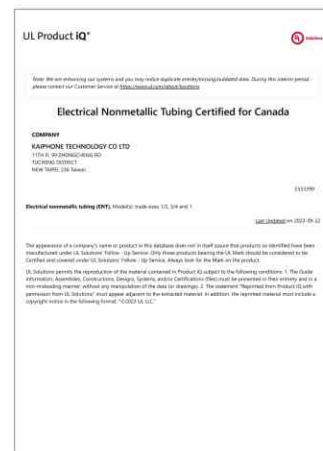 UL Product iQ®
UL Solutions
Note: We are enhancing our systems and you may notice duplicate entries/missing/outdated data. During this interim period,
please contact our Customer Service at https://www.ul.com/about/locations
Electrical Nonmetallic Tubing Certified for Canada
COMPANY
KAIPHONE TECHNOLOGY CO LTD
11TH Fl, 99 ZHONGCHENG RD
TUCHENG DISTRICT
NEW TAIPEI, 236 Taiwan
Electrical nonmetallic tubing (ENT), Model(s): trade sizes 1/2, 3/4 and 1
Last Updated on 2023-09-22
The appearance of a company's name or product in this database does not in itself assure that products so identified have been
manufactured under UL Solutions' Follow - Up Service. Only those products bearing the UL Mark should be considered to be
Certified and covered under UL Solutions' Follow - Up Service. Always look for the Mark on the product.
UL Solutions permits the reproduction of the material contained in Product iQ subject to the following conditions: 1. The Guide
Information, Assemblies, Constructions, Designs, Systems, and/or Certifications (files) must be presented in their entirety and in a
non-misleading manner, without any manipulation of the data (or drawings). 2. The statement "Reprinted from Product iQ with
permission from UL Solutions" must appear adjacent to the extracted material. In addition, the reprinted material must include a
copyright notice in the following format: "©2023 UL LLC."